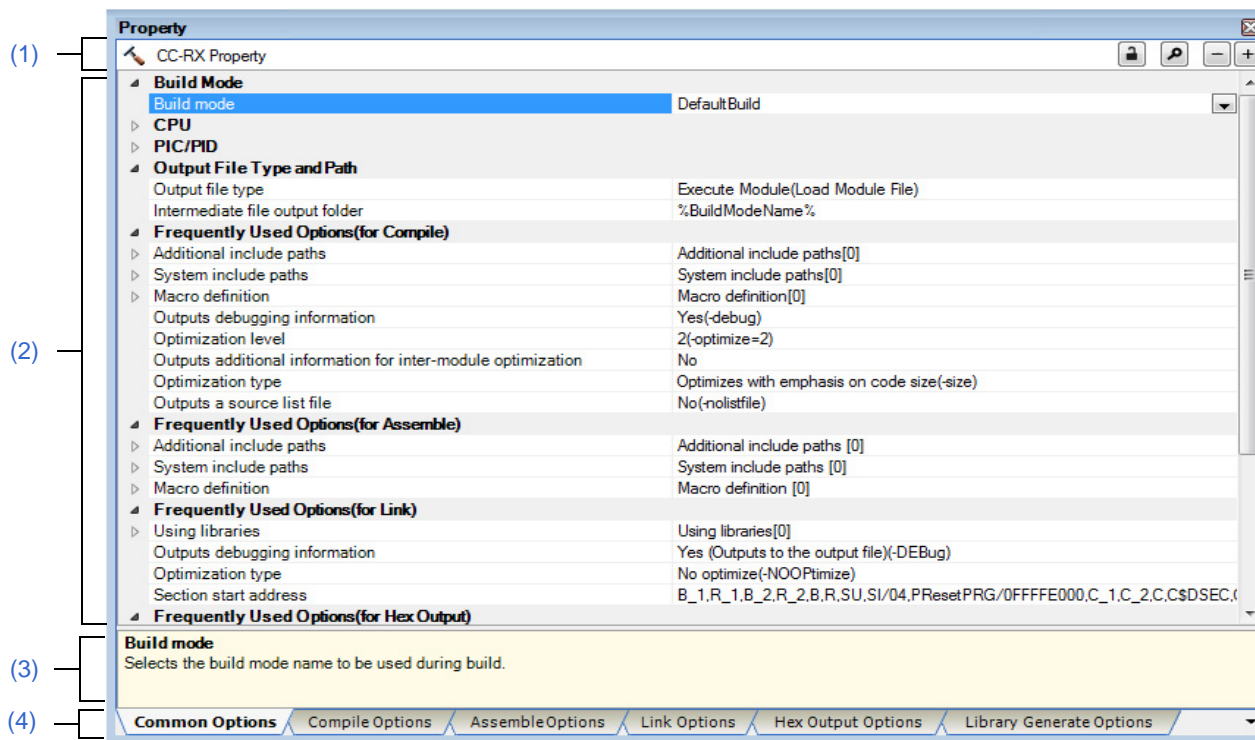 Property
(1)
CC-RX Property
(2)
Build Mode
Build mode DefaultBuild
CPU
PIC/PID
Output File Type and Path
Output file type Execute Module(Load Module File)
Intermediate file output folder %BuildModeName%
Frequently Used Options(for Compile)
Additional include paths Additional include paths[0]
System include paths System include paths[0]
Macro definition Macro definition[0]
Outputs debugging information Yes(-debug)
Optimization level 2(-optimize=2)
Outputs additional information for inter-module optimization No
Optimization type Optimizes with emphasis on code size(-size)
Outputs a source list file No(-nolistfile)
Frequently Used Options(for Assemble)
Additional include paths Additional include paths [0]
System include paths System include paths [0]
Macro definition Macro definition [0]
Frequently Used Options(for Link)
Using libraries Using libraries[0]
Outputs debugging information Yes (Outputs to the output file)(-DEBug)
Optimization type No optimize(-NOOPtimize)
Section start address B_1,R_1,B_2,R_2,B,R,SU,SI/04,PResetPRG/0FFFFE000,C_1,C_2,C,C$DSEC,
Frequently Used Options(for Hex Output)
(3)
Build mode
Selects the build mode name to be used during build.
(4)
Common Options Compile Options Assemble Options Link Options Hex Output Options Library Generate Options